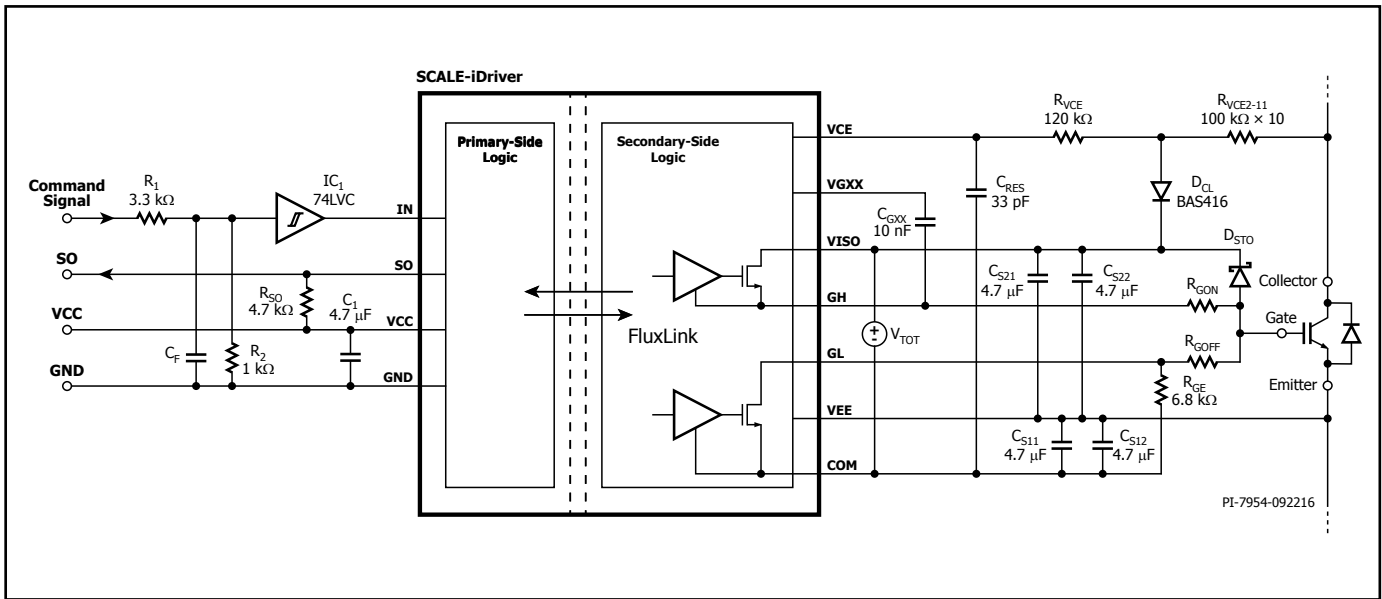 SCALE-iDriver
Primary-Side
Logic
Secondary-Side
Logic
FluxLink
Command
Signal
R1
3.3 kΩ
IC1
74LVC
IN
SO
SO
RSO
4.7 kΩ
C1
4.7 μF
VCC
VCC
CF
R2
1 kΩ
GND
GND
VCE
RVCE
120 kΩ
RVCE2-11
100 kΩ × 10
VGXX
CGXX
10 nF
CRES
33 pF
DCL
BAS416
VISO
DSTO
CS21
4.7 μF
CS22
4.7 μF
RGON
Collector
GH
VTOT
Gate
GL
RGOFF
RGE
6.8 kΩ
Emitter
VEE
CS11
4.7 μF
CS12
4.7 μF
COM
PI-7954-092216